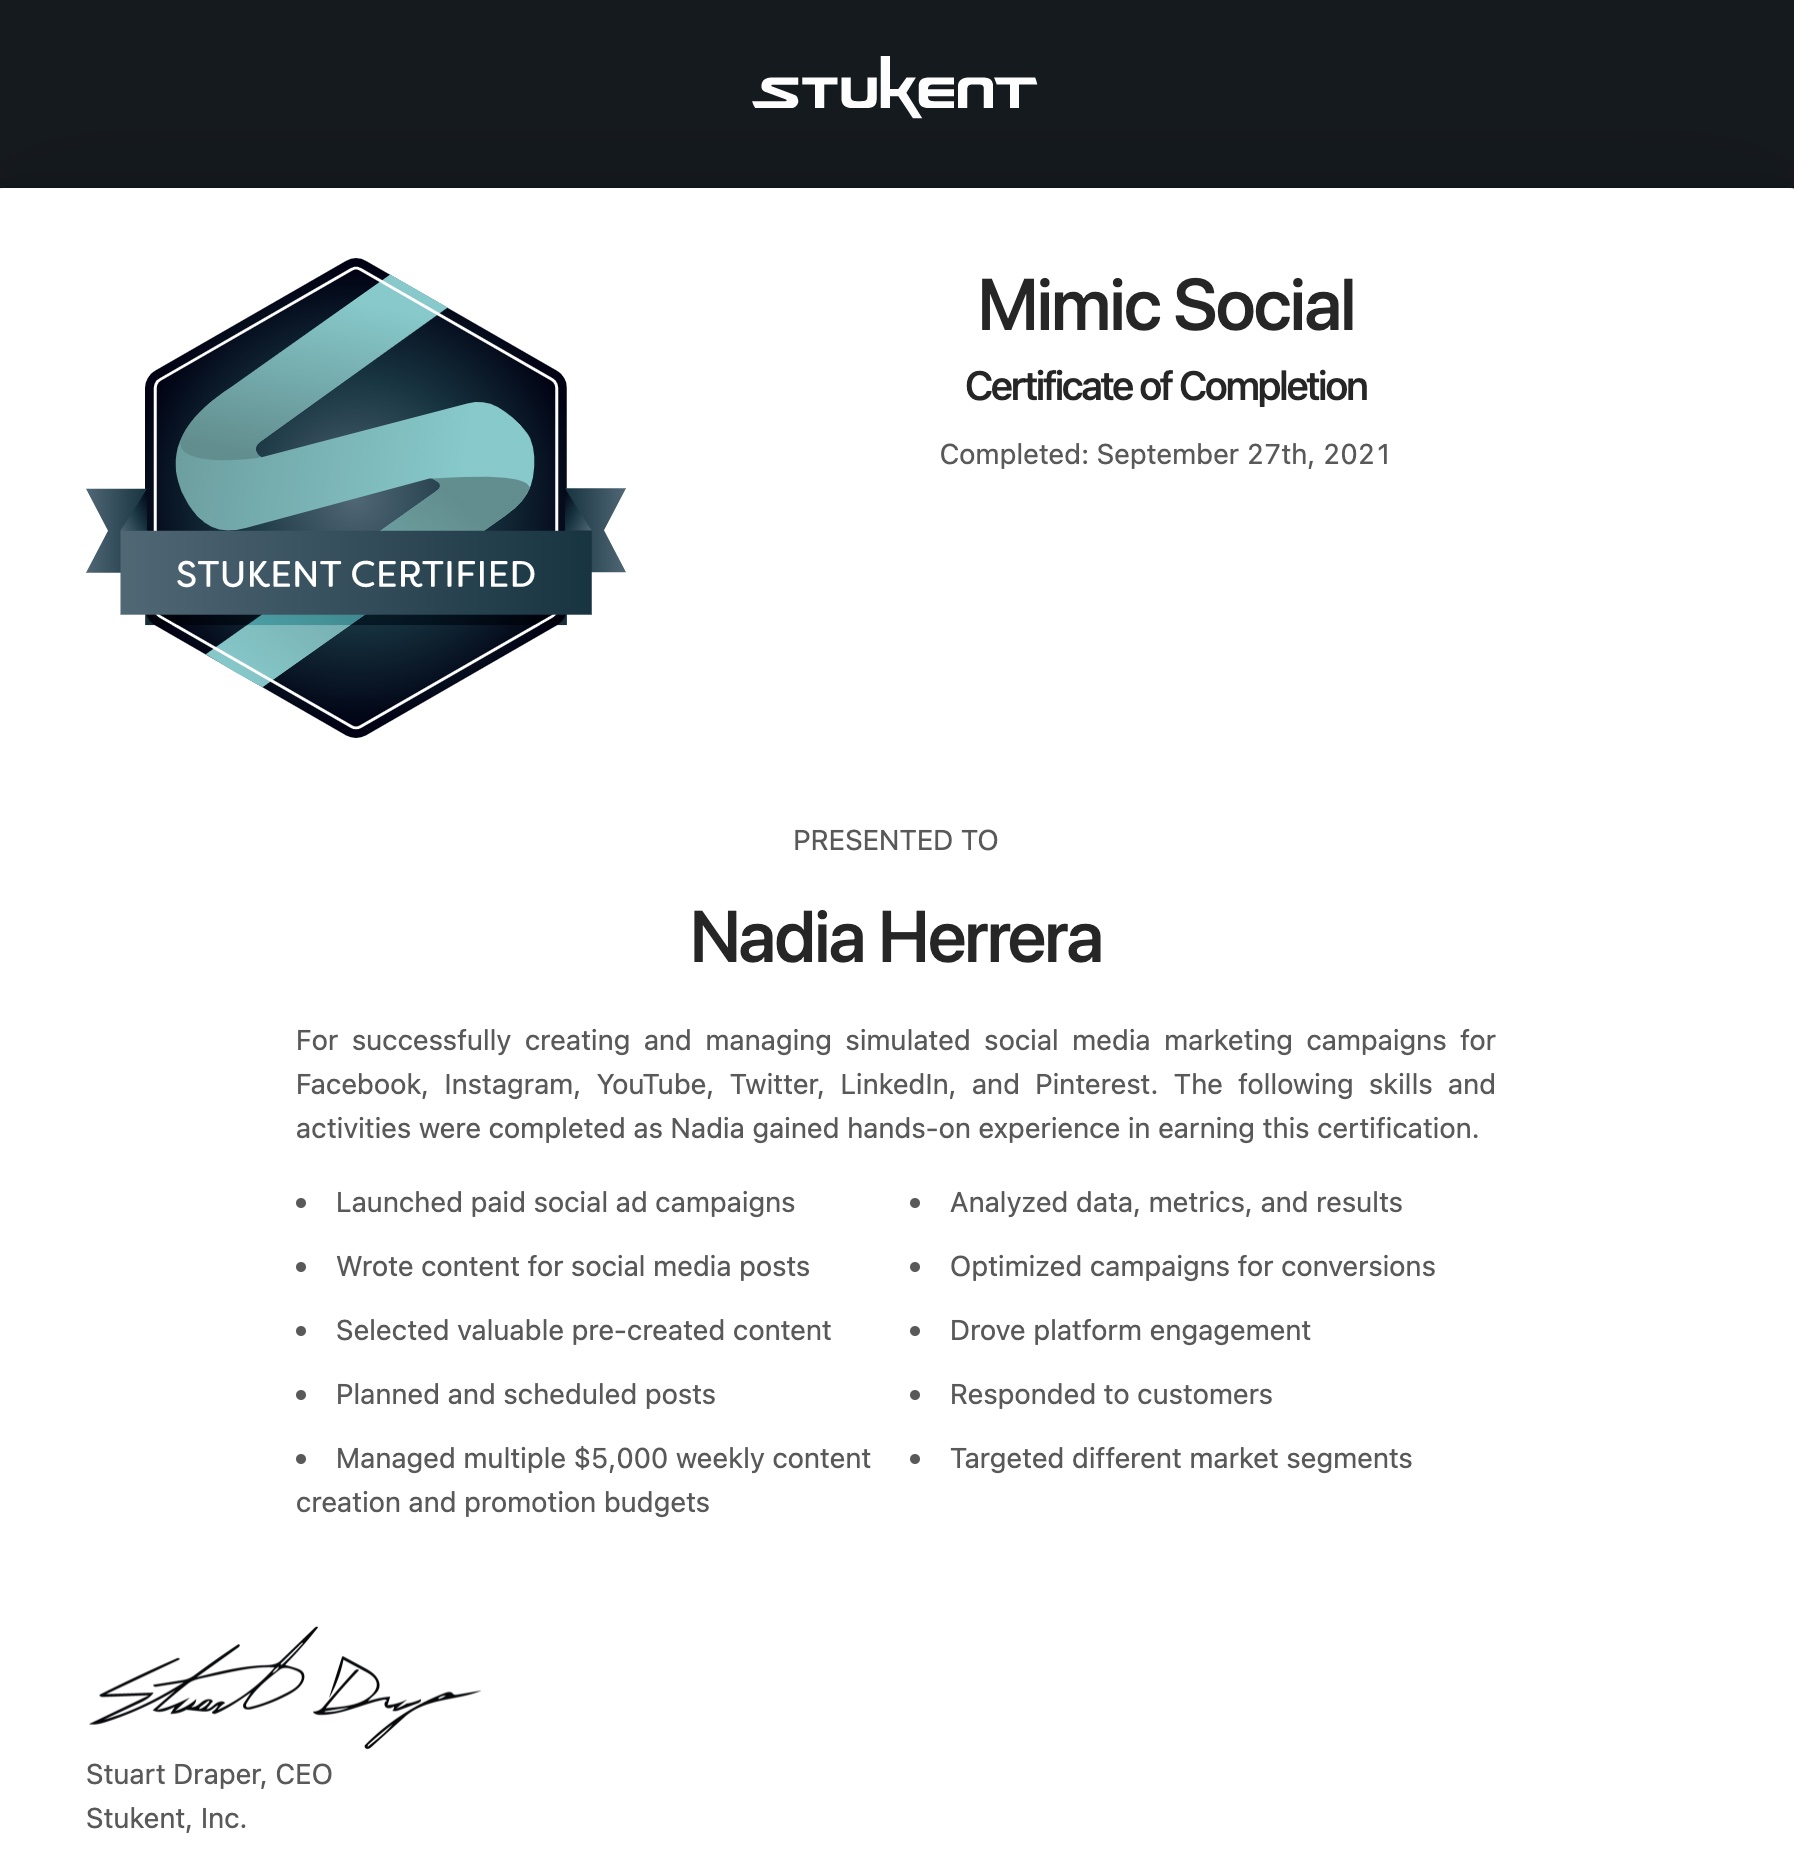 STUKENT
Mimic Social
Certificate of Completion
Completed: September 27th, 2021
STUKENT CERTIFIED
PRESENTED TO
Nadia Herrera
For successfully creating and managing simulated social media marketing campaigns for
Facebook, Instagram, YouTube, Twitter, LinkedIn, and Pinterest. The following skills and
activities were completed as Nadia gained hands-on experience in earning this certification.
• Launched paid social ad campaigns
• Wrote content for social media posts
• Selected valuable pre-created content
• Planned and scheduled posts
• Managed multiple $5,000 weekly content
creation and promotion budgets
• Analyzed data, metrics, and results
• Optimized campaigns for conversions
• Drove platform engagement
• Responded to customers
• Targeted different market segments
Stuart Draper
Stuart Draper, CEO
Stukent, Inc.